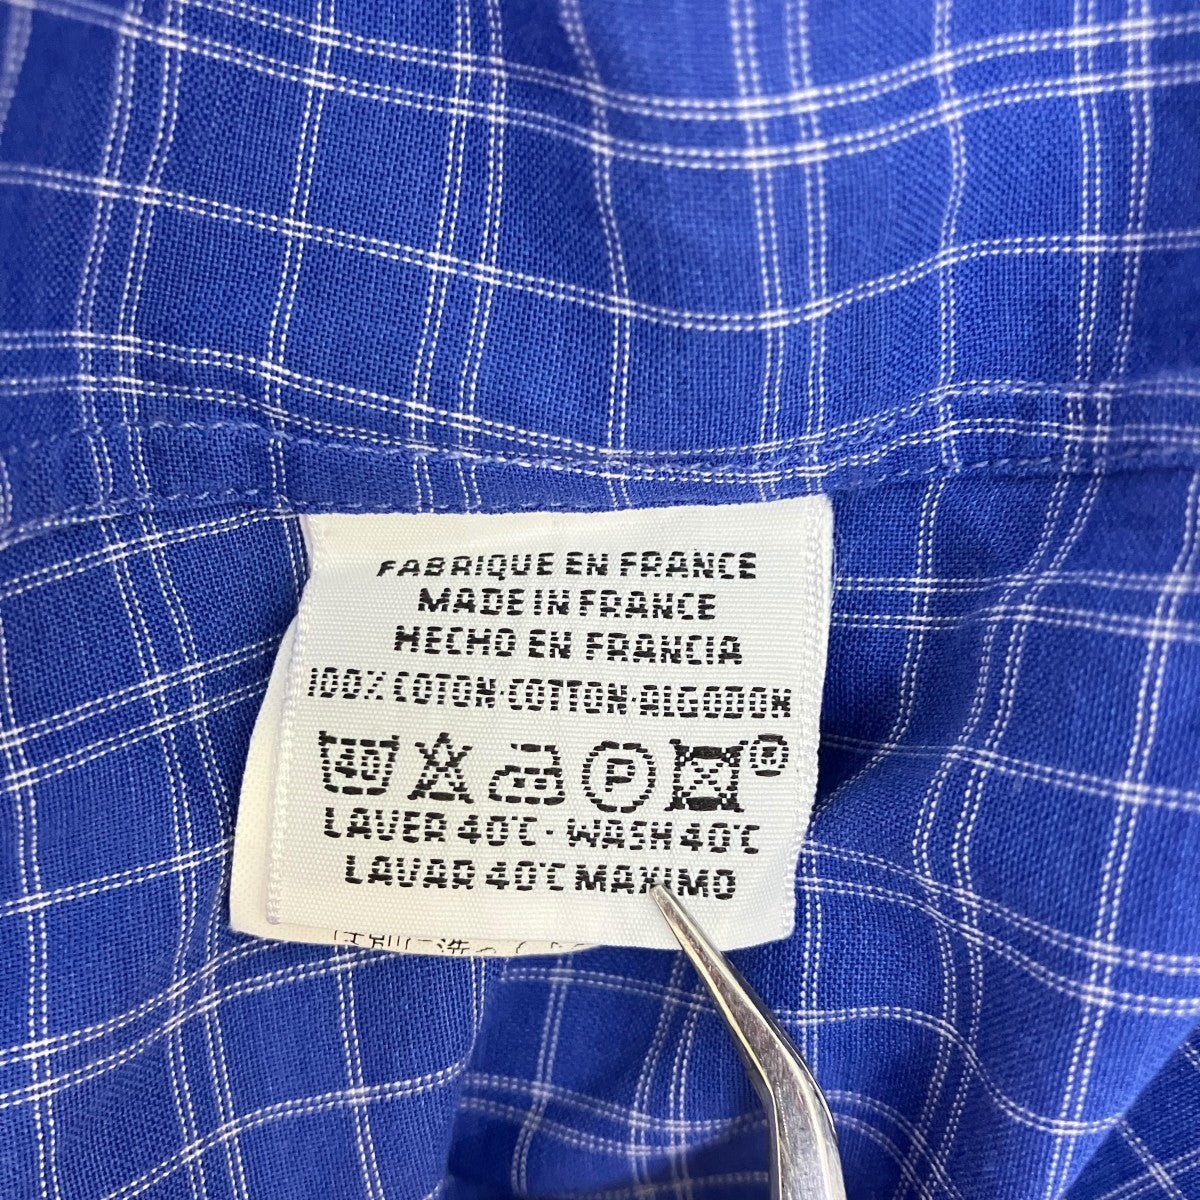 FABRIQUE EN FRANCE
MADE IN FRANCE
HECHO EN FRANCIA
100% COTON·COTTON·ALGODON
40 P ®
LAVER 40°C · WASH 40°C
LAVAR 40°C MAXIMO